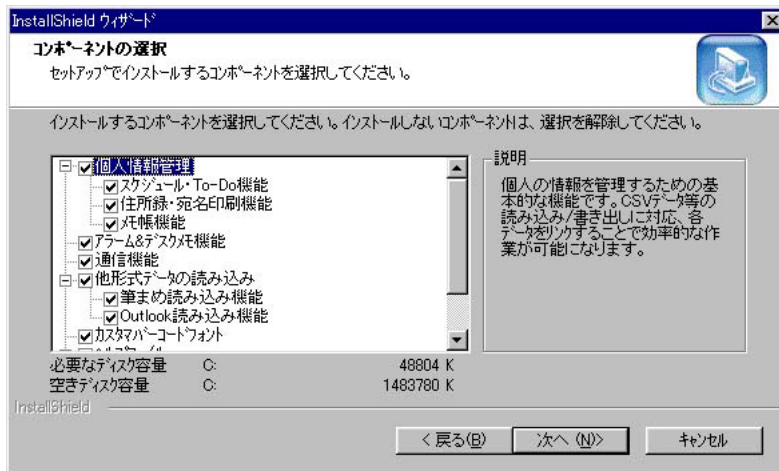 InstallShield ウィザード
コンポーネントの選択
セットアップでインストールするコンポーネントを選択してください。
インストールするコンポーネントを選択してください。インストールしないコンポーネントは、選択を解除してください。
個人情報管理
スケジュール・To-Do機能
住所録・宛名印刷機能
メモ帳機能
アラーム&デスクメモ機能
通信機能
他形式データの読み込み
筆まめ読み込み機能
Outlook読み込み機能
カスタマバーコードフォント
説明
個人の情報を管理するための基
本的な機能です。CSVデータ等の
読み込み/書き出しに対応、各
データをリンクすることで効率的な作
業が可能になります。
必要なディスク容量 C: 48804 K
空きディスク容量 C: 1483780 K
InstallShield
< 戻る(B) 次へ (N)> キャンセル